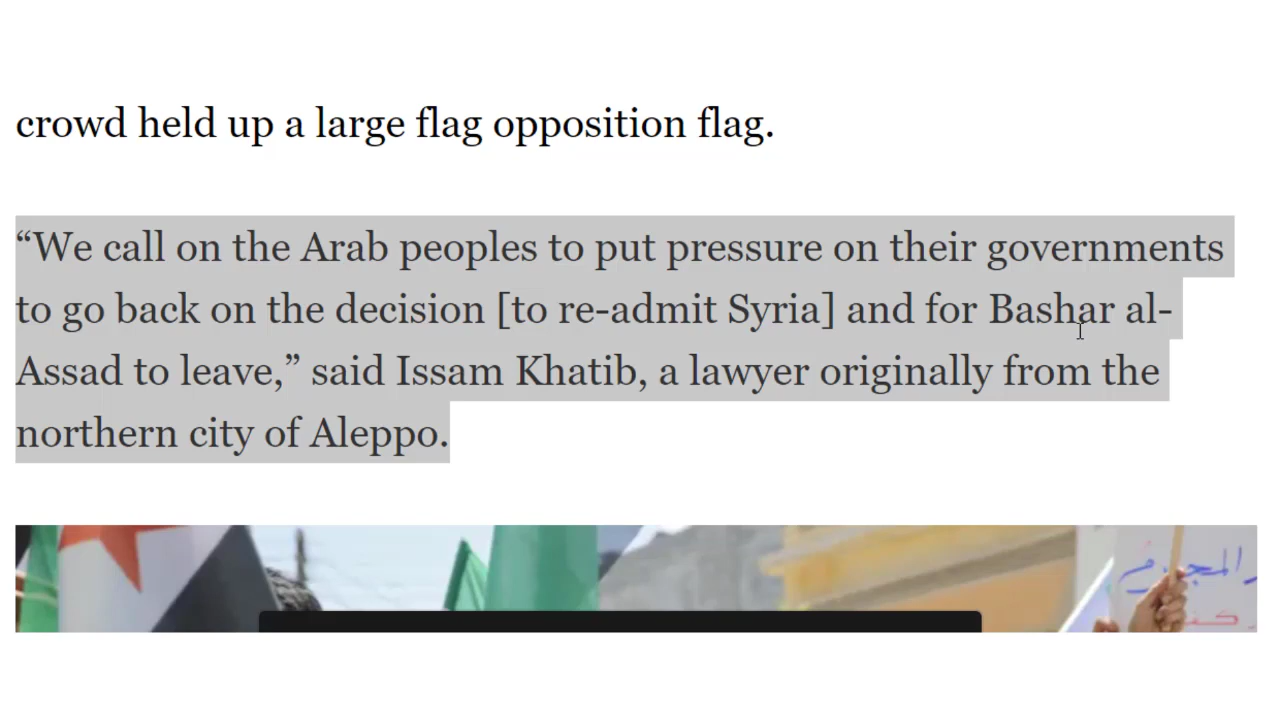 crowd held up a large flag opposition flag.
“We call on the Arab peoples to put pressure on their governments
to go back on the decision [to re-admit Syria] and for Bashar al-
Assad to leave,” said Issam Khatib, a lawyer originally from the
northern city of Aleppo.
المجرم